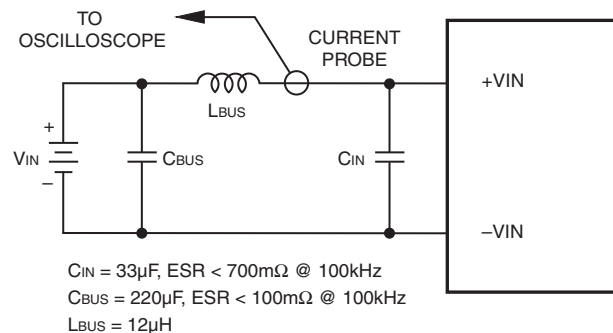 TO
OSCILLOSCOPE
CURRENT
PROBE
LBUS
+VIN
+
VIN
–
CBUS
CIN
–VIN
CIN = 33µF, ESR < 700mΩ @ 100kHz
CBUS = 220µF, ESR < 100mΩ @ 100kHz
LBUS = 12µH